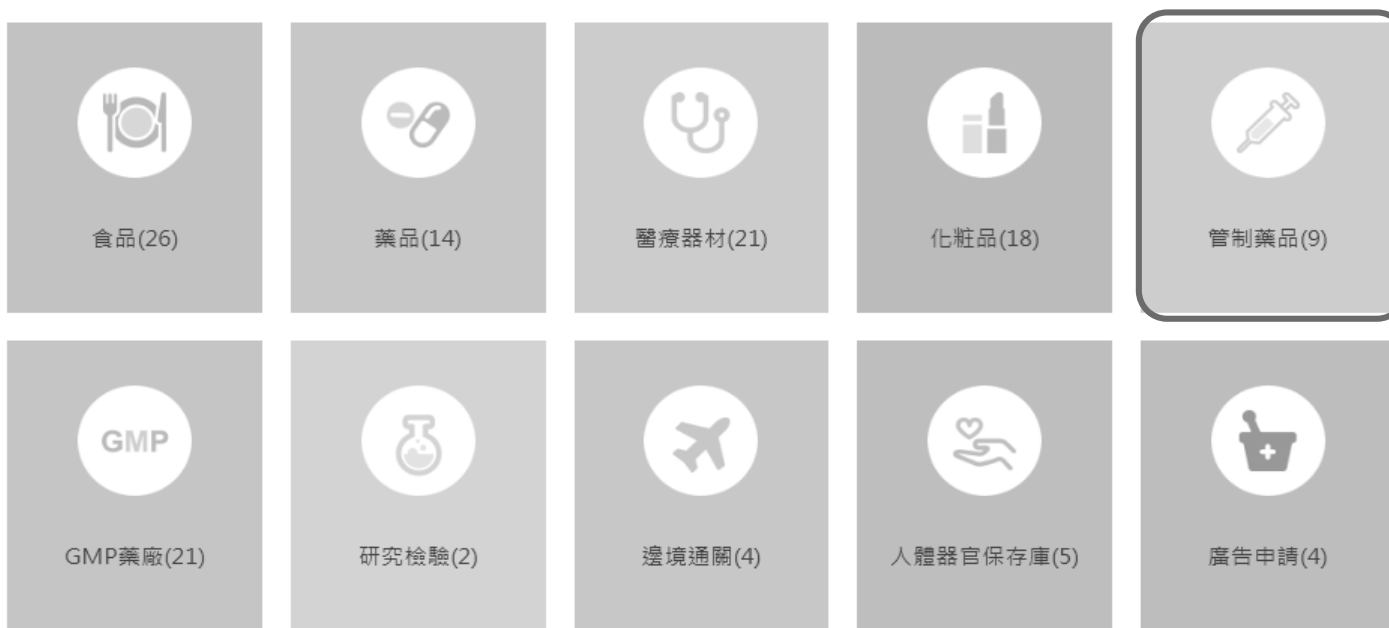 食品(26)
藥品(14)
醫療器材(21)
化粧品(18)
管制藥品(9)
GMP
GMP藥廠(21)
研究檢驗(2)
邊境通關(4)
人體器官保存庫(5)
廣告申請(4)